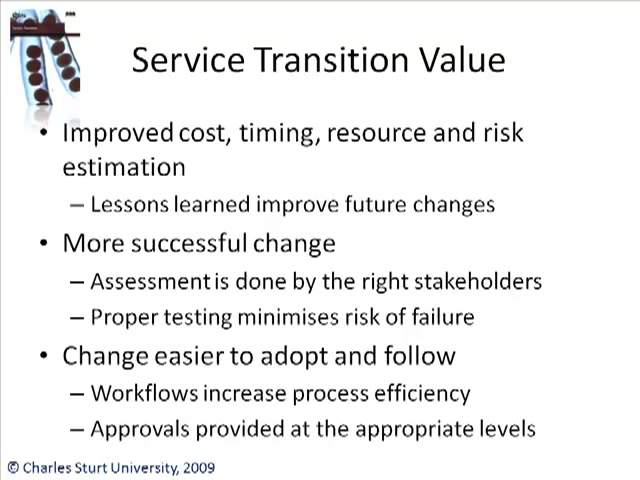 Service Transition Value
• Improved cost, timing, resource and risk
estimation
– Lessons learned improve future changes
• More successful change
– Assessment is done by the right stakeholders
– Proper testing minimises risk of failure
• Change easier to adopt and follow
– Workflows increase process efficiency
– Approvals provided at the appropriate levels
© Charles Sturt University, 2009